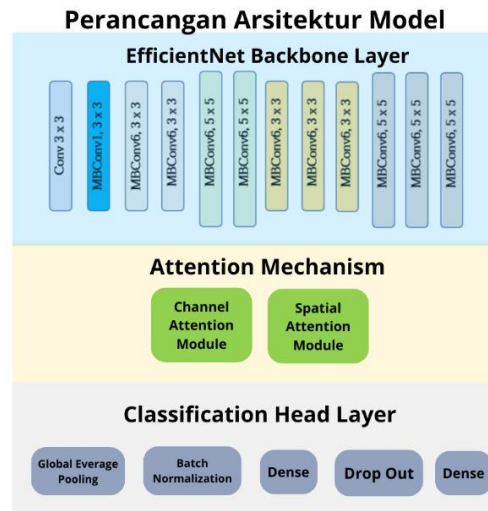 Perancangan Arsitektur Model
EfficientNet Backbone Layer
Conv 3 x 3
MBConv1, 3 x 3
MBConv6, 3 x 3
MBConv6, 3 x 3
MBConv6, 5 x 5
MBConv6, 5 x 5
MBConv6, 3 x 3
MBConv6, 3 x 3
MBConv6, 3 x 3
MBConv6, 5 x 5
MBConv6, 5 x 5
MBConv6, 5 x 5
Attention Mechanism
Channel
Attention
Module
Spatial
Attention
Module
Classification Head Layer
Global Everage
Pooling
Batch
Normalization
Dense
Drop Out
Dense